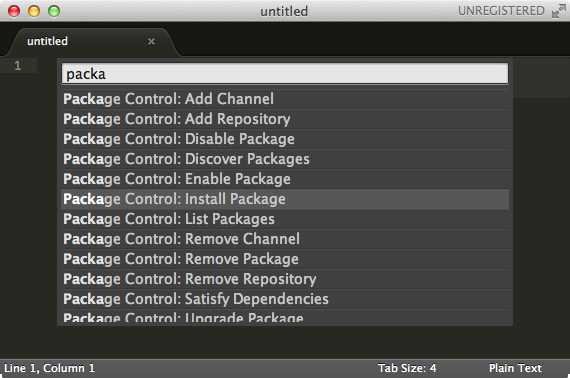 untitled
UNREGISTERED
untitled
1
packa
Package Control: Add Channel
Package Control: Add Repository
Package Control: Disable Package
Package Control: Discover Packages
Package Control: Enable Package
Package Control: Install Package
Package Control: List Packages
Package Control: Remove Channel
Package Control: Remove Package
Package Control: Remove Repository
Package Control: Satisfy Dependencies
Package Control: Upgrade Package
Line 1, Column 1
Tab Size: 4
Plain Text